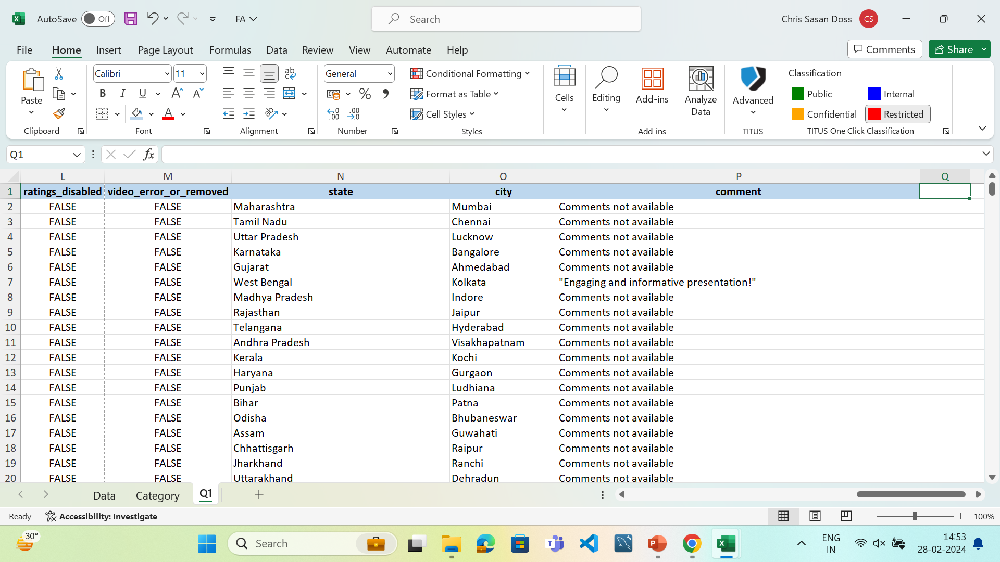 AutoSave Off FA Search Chris Sasan Doss CS
File Home Insert Page Layout Formulas Data Review View Automate Help Comments Share
Paste Calibri 11 General Conditional Formatting Format as Table Cell Styles Cells Editing Add-ins Analyze Data Advanced Classification
Public Internal
Confidential Restricted
Clipboard Font Alignment Number Styles Add-ins TITUS TITUS One Click Classification
Q1 fx
L M N O P Q
1 ratings_disabled video_error_or_removed state city comment
2 FALSE FALSE Maharashtra Mumbai Comments not available
3 FALSE FALSE Tamil Nadu Chennai Comments not available
4 FALSE FALSE Uttar Pradesh Lucknow Comments not available
5 FALSE FALSE Karnataka Bangalore Comments not available
6 FALSE FALSE Gujarat Ahmedabad Comments not available
7 FALSE FALSE West Bengal Kolkata "Engaging and informative presentation!"
8 FALSE FALSE Madhya Pradesh Indore Comments not available
9 FALSE FALSE Rajasthan Jaipur Comments not available
10 FALSE FALSE Telangana Hyderabad Comments not available
11 FALSE FALSE Andhra Pradesh Visakhapatnam Comments not available
12 FALSE FALSE Kerala Kochi Comments not available
13 FALSE FALSE Haryana Gurgaon Comments not available
14 FALSE FALSE Punjab Ludhiana Comments not available
15 FALSE FALSE Bihar Patna Comments not available
16 FALSE FALSE Odisha Bhubaneswar Comments not available
17 FALSE FALSE Assam Guwahati Comments not available
18 FALSE FALSE Chhattisgarh Raipur Comments not available
19 FALSE FALSE Jharkhand Ranchi Comments not available
20 FALSE FALSE Uttarakhand Dehradun Comments not available
Data Category Q1
Ready Accessibility: Investigate 100%
30° Search ENG IN 14:53
28-02-2024